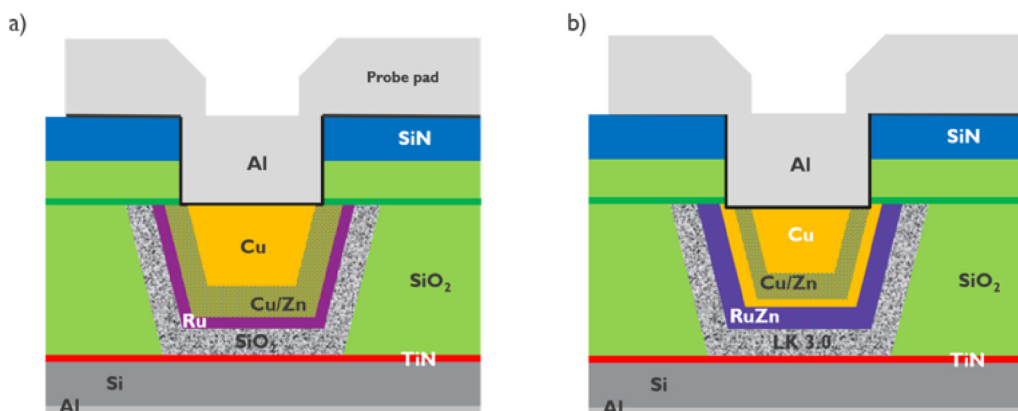 a)
Probe pad
SiN
Al
Cu
SiO₂
Cu/Zn
Ru
SiO₂
TiN
Si
Al
b)
SiN
Al
Cu
SiO₂
Cu/Zn
RuZn
LK 3.0
TiN
Si
Al